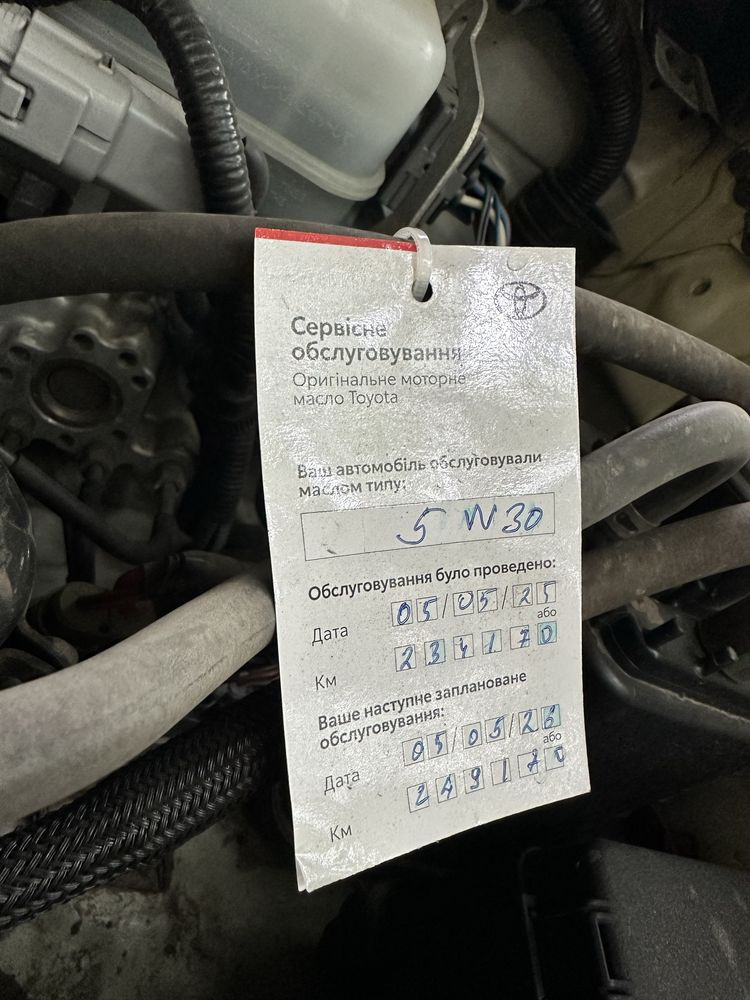 Сервісне
обслуговування
Оригінальне моторне
масло Toyota
Ваш автомобіль обслуговували
маслом типу:
5 W 30
Обслуговування було проведено:
Дата 05/05/25
або
Км 234170
Ваше наступне заплановане
обслуговування:
Дата 05/05/26
або
Км 249170